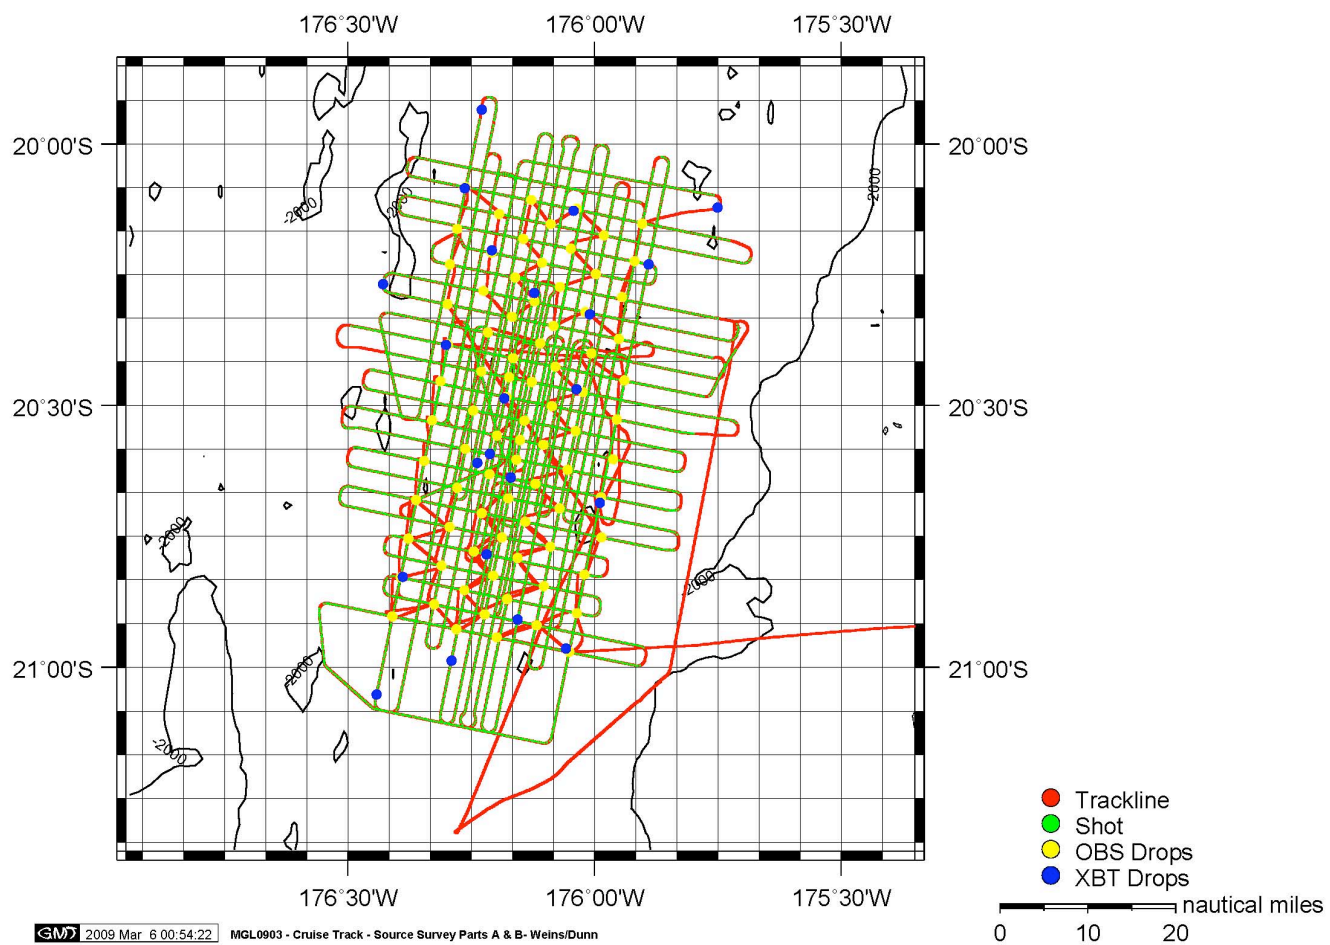 176°30'W 176°00'W 175°30'W
20°00'S 20°00'S
2000
-2000
-2000
20°30'S 20°30'S
-2000
-2000
21°00'S 21°00'S
-2000
-2000
176°30'W 176°00'W 175°30'W
Trackline
Shot
OBS Drops
XBT Drops
nautical miles
0 10 20
GMT 2009 Mar 6 00:54:22 MGL0903 - Cruise Track - Source Survey Parts A & B- Weins/Dunn